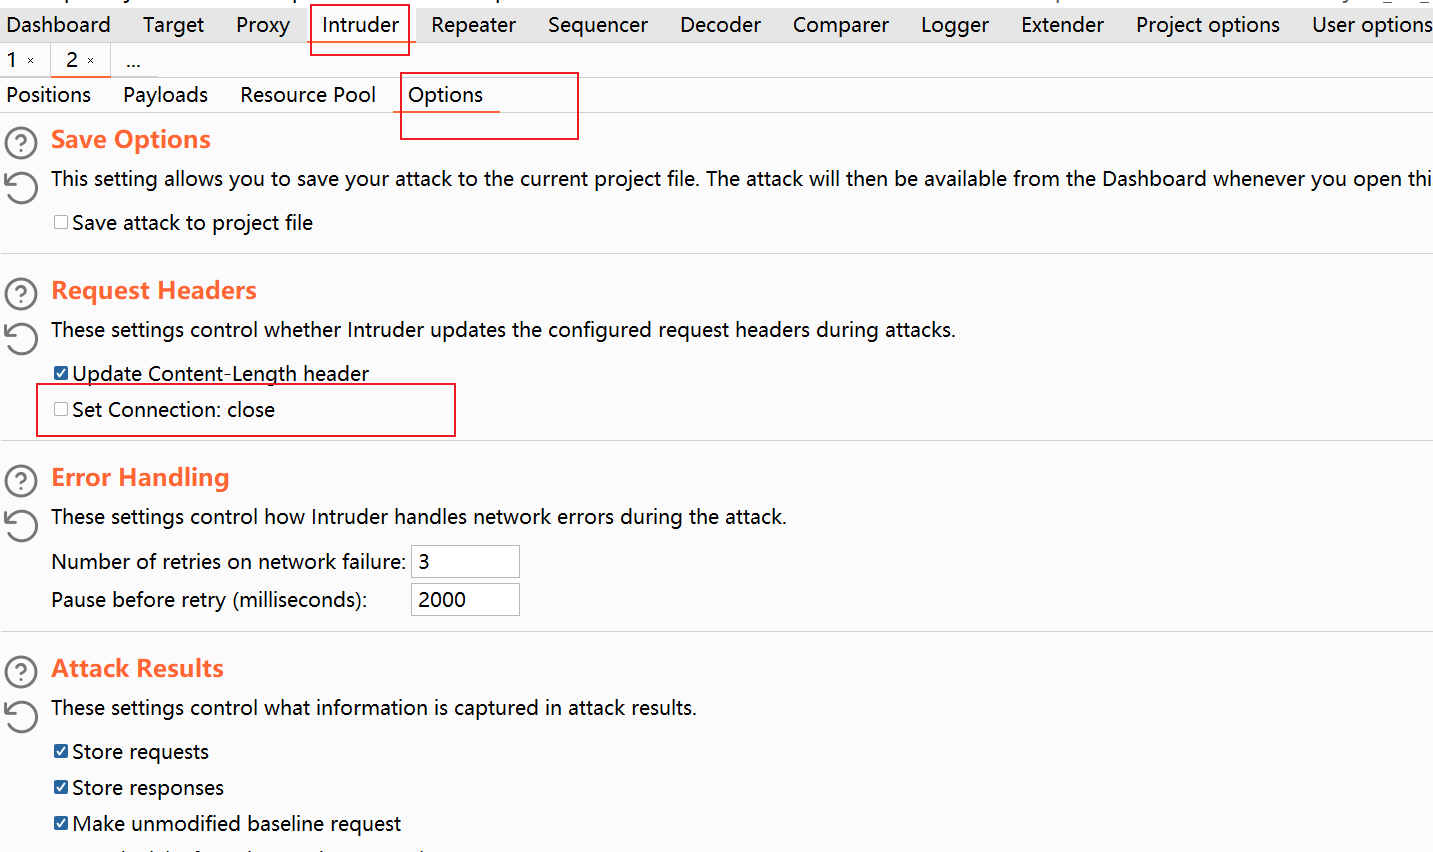 Dashboard Target Proxy Intruder Repeater Sequencer Decoder Comparer Logger Extender Project options User options
1 × 2 × ...
Positions Payloads Resource Pool Options
Save Options
This setting allows you to save your attack to the current project file. The attack will then be available from the Dashboard whenever you open thi
Save attack to project file
Request Headers
These settings control whether Intruder updates the configured request headers during attacks.
Update Content-Length header
Set Connection: close
Error Handling
These settings control how Intruder handles network errors during the attack.
Number of retries on network failure: 3
Pause before retry (milliseconds): 2000
Attack Results
These settings control what information is captured in attack results.
Store requests
Store responses
Make unmodified baseline request